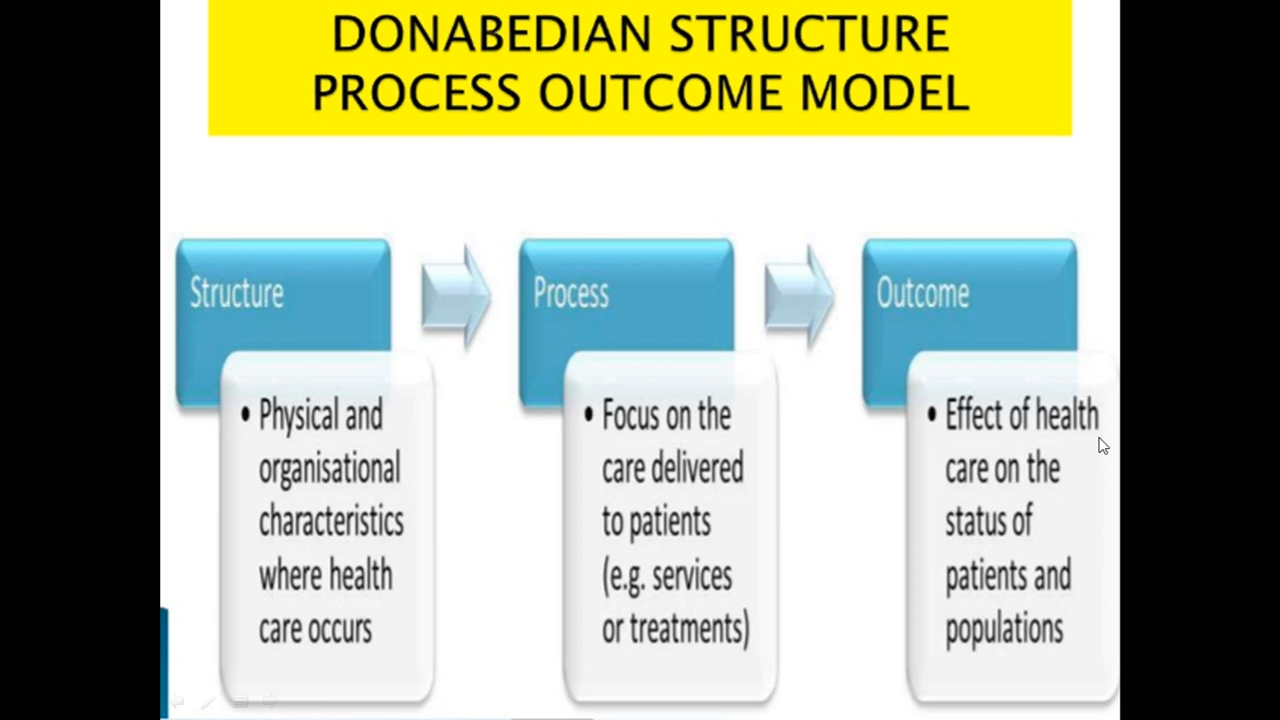 DONABEDIAN STRUCTURE
PROCESS OUTCOME MODEL
Structure
• Physical and
organisational
characteristics
where health
care occurs
Process
• Focus on the
care delivered
to patients
(e.g. services
or treatments)
Outcome
• Effect of health
care on the
status of
patients and
populations